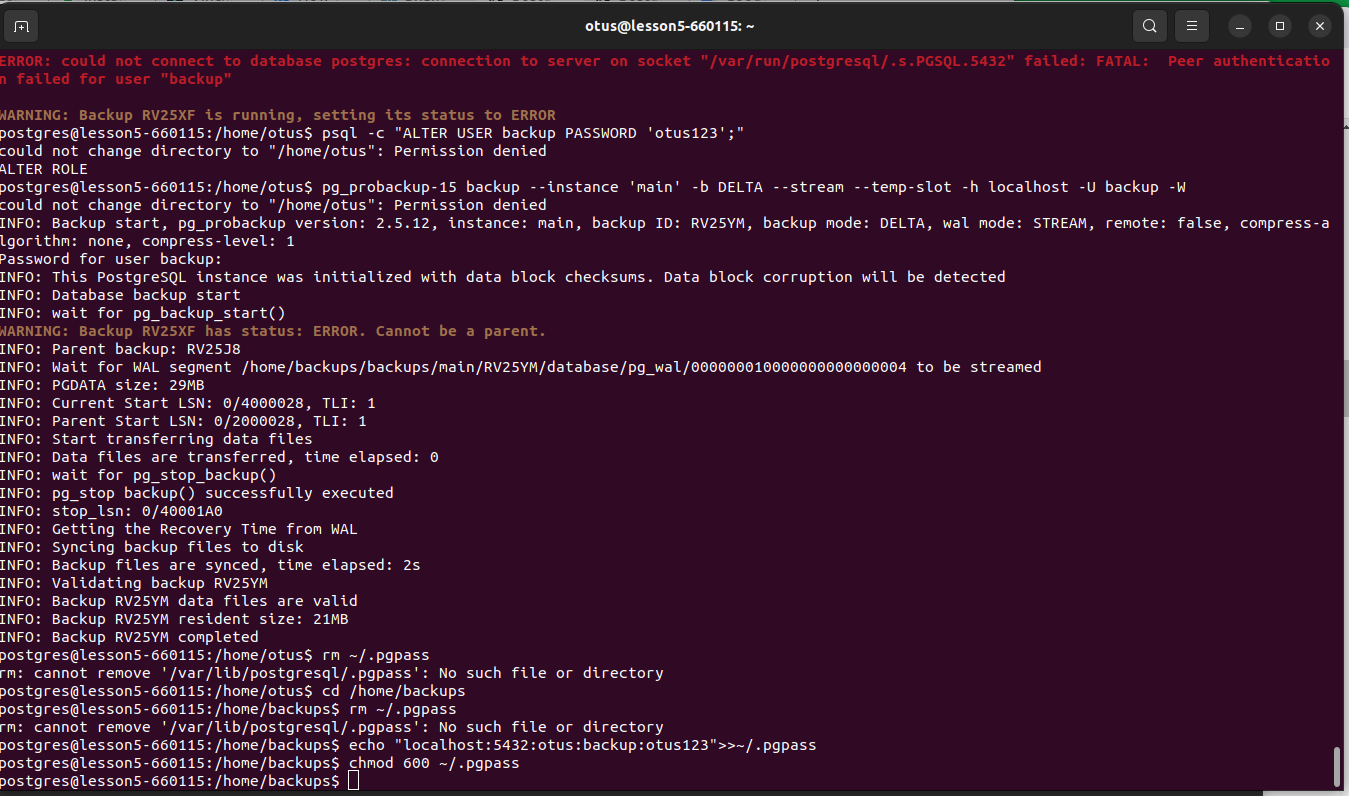 otus@lesson5-660115: ~
ERROR: could not connect to database postgres: connection to server on socket "/var/run/postgresql/.s.PGSQL.5432" failed: FATAL:  Peer authenticatio
n failed for user "backup"
WARNING: Backup RV25XF is running, setting its status to ERROR
postgres@lesson5-660115:/home/otus$ psql -c "ALTER USER backup PASSWORD 'otus123';"
could not change directory to "/home/otus": Permission denied
ALTER ROLE
postgres@lesson5-660115:/home/otus$ pg_probackup-15 backup --instance 'main' -b DELTA --stream --temp-slot -h localhost -U backup -W
could not change directory to "/home/otus": Permission denied
INFO: Backup start, pg_probackup version: 2.5.12, instance: main, backup ID: RV25YM, backup mode: DELTA, wal mode: STREAM, remote: false, compress-a
lgorithm: none, compress-level: 1
Password for user backup:
INFO: This PostgreSQL instance was initialized with data block checksums. Data block corruption will be detected
INFO: Database backup start
INFO: wait for pg_backup_start()
WARNING: Backup RV25XF has status: ERROR. Cannot be a parent.
INFO: Parent backup: RV25J8
INFO: Wait for WAL segment /home/backups/backups/main/RV25YM/database/pg_wal/000000010000000000000004 to be streamed
INFO: PGDATA size: 29MB
INFO: Current Start LSN: 0/4000028, TLI: 1
INFO: Parent Start LSN: 0/2000028, TLI: 1
INFO: Start transferring data files
INFO: Data files are transferred, time elapsed: 0
INFO: wait for pg_stop_backup()
INFO: pg_stop backup() successfully executed
INFO: stop_lsn: 0/40001A0
INFO: Getting the Recovery Time from WAL
INFO: Syncing backup files to disk
INFO: Backup files are synced, time elapsed: 2s
INFO: Validating backup RV25YM
INFO: Backup RV25YM data files are valid
INFO: Backup RV25YM resident size: 21MB
INFO: Backup RV25YM completed
postgres@lesson5-660115:/home/otus$ rm ~/.pgpass
rm: cannot remove '/var/lib/postgresql/.pgpass': No such file or directory
postgres@lesson5-660115:/home/otus$ cd /home/backups
postgres@lesson5-660115:/home/backups$ rm ~/.pgpass
rm: cannot remove '/var/lib/postgresql/.pgpass': No such file or directory
postgres@lesson5-660115:/home/backups$ echo "localhost:5432:otus:backup:otus123">>~/.pgpass
postgres@lesson5-660115:/home/backups$ chmod 600 ~/.pgpass
postgres@lesson5-660115:/home/backups$